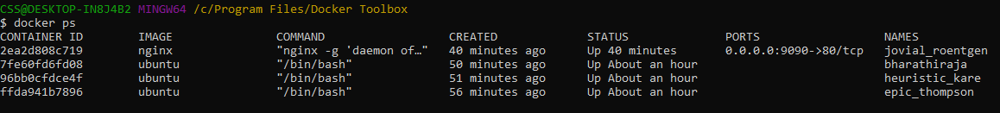 CSS@DESKTOP-IN8J4B2 MINGW64 /c/Program Files/Docker Toolbox
$ docker ps
CONTAINER ID IMAGE COMMAND CREATED STATUS PORTS NAMES
2ea2d808c719 nginx "nginx -g 'daemon of…" 40 minutes ago Up 40 minutes 0.0.0.0:9090->80/tcp jovial_roentgen
7fe60fd6fd08 ubuntu "/bin/bash" 50 minutes ago Up About an hour bharathiraja
96bb0cfdce4f ubuntu "/bin/bash" 51 minutes ago Up About an hour heuristic_kare
ffda941b7896 ubuntu "/bin/bash" 56 minutes ago Up About an hour epic_thompson